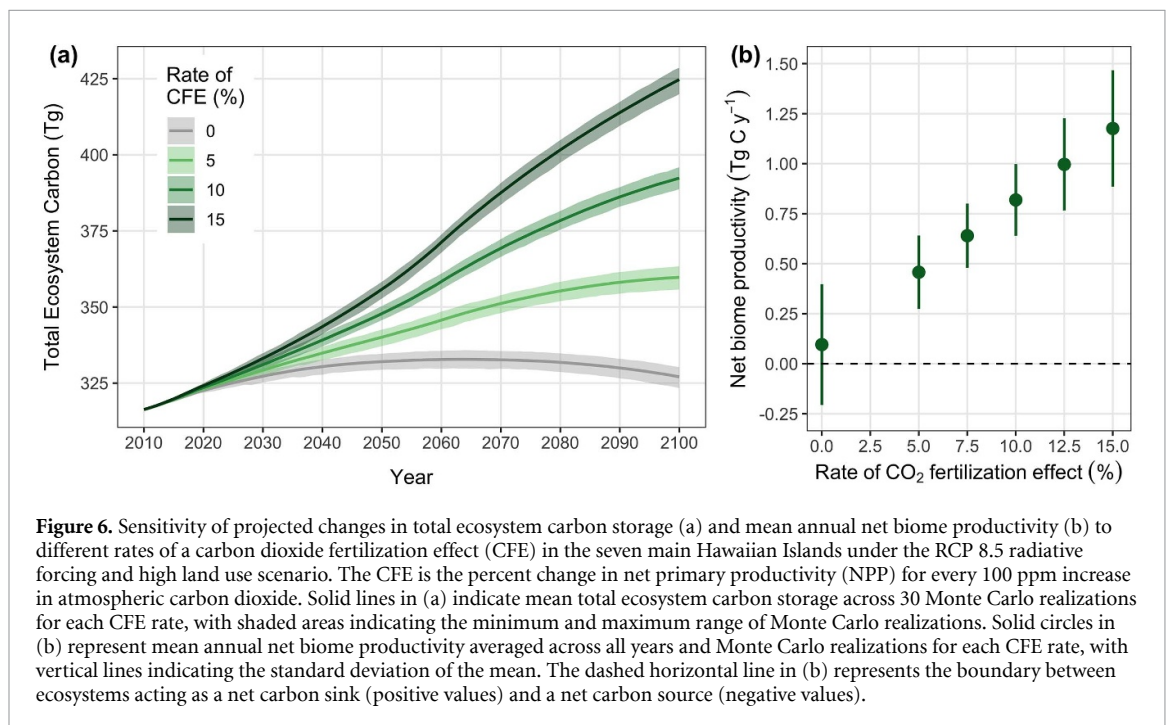 (a)
Rate of
CFE (%)
0
5
10
15
Total Ecosystem Carbon (Tg)
425
400
375
350
325
2010 2020 2030 2040 2050 2060 2070 2080 2090 2100
Year
(b)
Net biome productivity (Tg C y⁻¹)
1.50
1.25
1.00
0.75
0.50
0.25
0.00
-0.25
0.0 2.5 5.0 7.5 10.0 12.5 15.0
Rate of CO₂ fertilization effect (%)
Figure 6. Sensitivity of projected changes in total ecosystem carbon storage (a) and mean annual net biome productivity (b) to
different rates of a carbon dioxide fertilization effect (CFE) in the seven main Hawaiian Islands under the RCP 8.5 radiative
forcing and high land use scenario. The CFE is the percent change in net primary productivity (NPP) for every 100 ppm increase
in atmospheric carbon dioxide. Solid lines in (a) indicate mean total ecosystem carbon storage across 30 Monte Carlo realizations
for each CFE rate, with shaded areas indicating the minimum and maximum range of Monte Carlo realizations. Solid circles in
(b) represent mean annual net biome productivity averaged across all years and Monte Carlo realizations for each CFE rate, with
vertical lines indicating the standard deviation of the mean. The dashed horizontal line in (b) represents the boundary between
ecosystems acting as a net carbon sink (positive values) and a net carbon source (negative values).